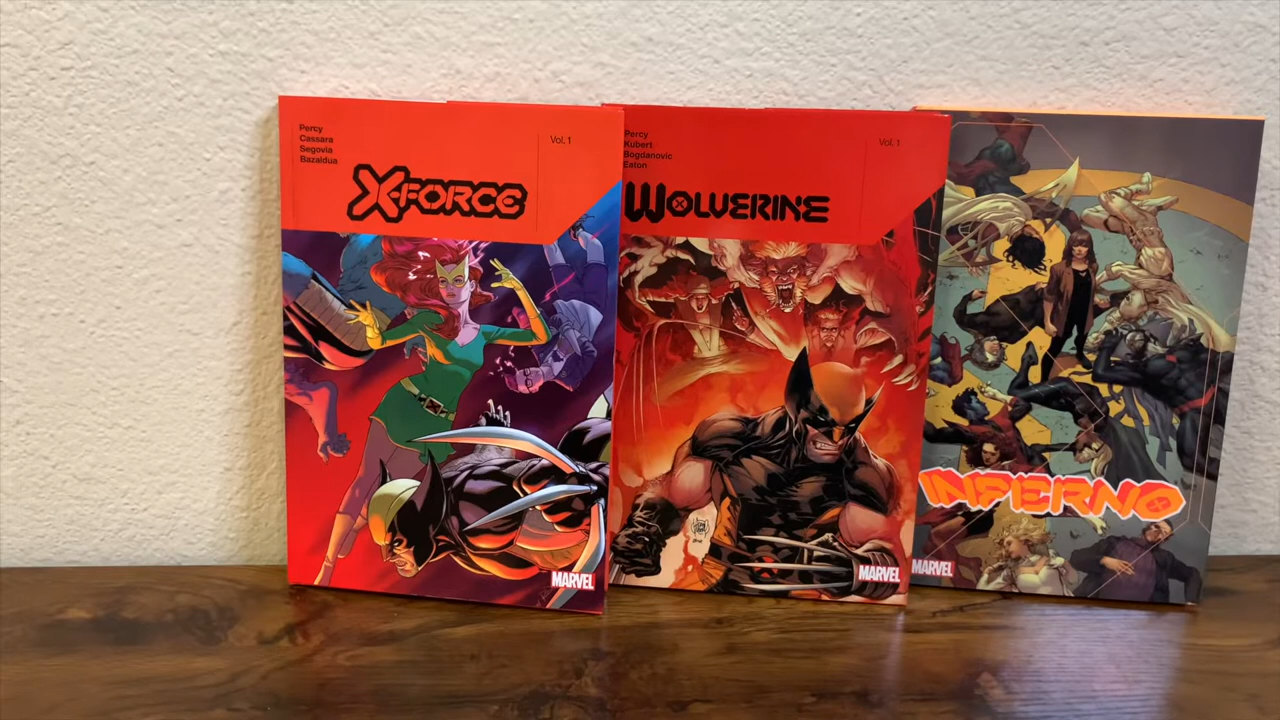 Percy
Cassara
Segovia
Bazaldua
Vol. 1
X-FORCE
MARVEL
Percy
Kubert
Bogdanovic
Eaton
Vol. 1
WOLVERINE
MARVEL
INFERNO
MARVEL